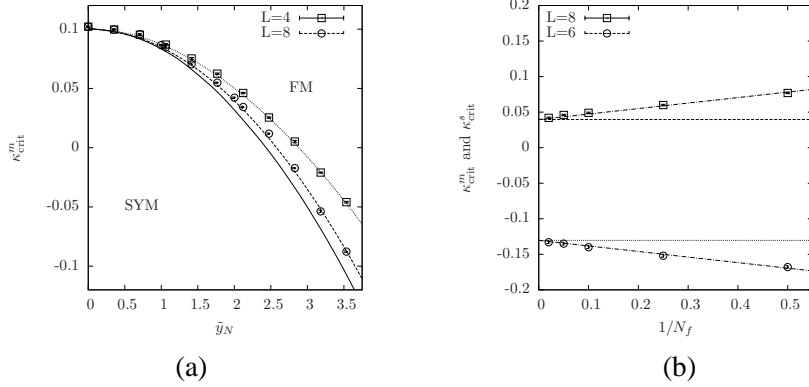 L=4
L=8
0.1
0.05
0
-0.05
-0.1
κ^m_crit
FM
SYM
0 0.5 1 1.5 2 2.5 3 3.5
ỹ_N
(a)
L=8
L=6
0.2
0.15
0.1
0.05
0
-0.05
-0.1
-0.15
-0.2
κ^m_crit and κ^s_crit
0 0.1 0.2 0.3 0.4 0.5
1/N_f
(b)